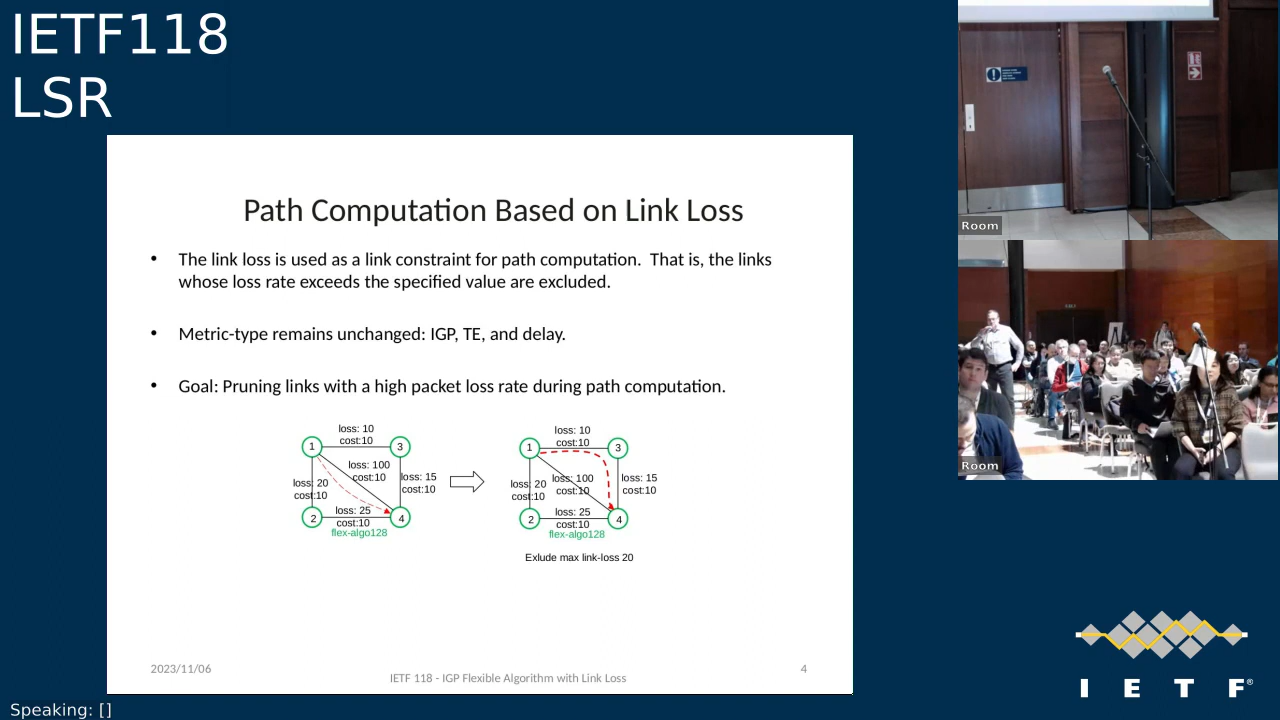 IETF118
LSR
Path Computation Based on Link Loss
• The link loss is used as a link constraint for path computation. That is, the links
whose loss rate exceeds the specified value are excluded.
• Metric-type remains unchanged: IGP, TE, and delay.
• Goal: Pruning links with a high packet loss rate during path computation.
loss: 10
cost:10
1
3
loss: 100
cost:10
loss: 15
cost:10
loss: 20
cost:10
loss: 25
cost:10
2
4
flex-algo128
loss: 10
cost:10
1
3
loss: 100
cost:10
loss: 15
cost:10
loss: 20
cost:10
loss: 25
cost:10
2
4
flex-algo128
Exlude max link-loss 20
2023/11/06
IETF 118 - IGP Flexible Algorithm with Link Loss
4
Room
Room
I E T F®
Speaking: []